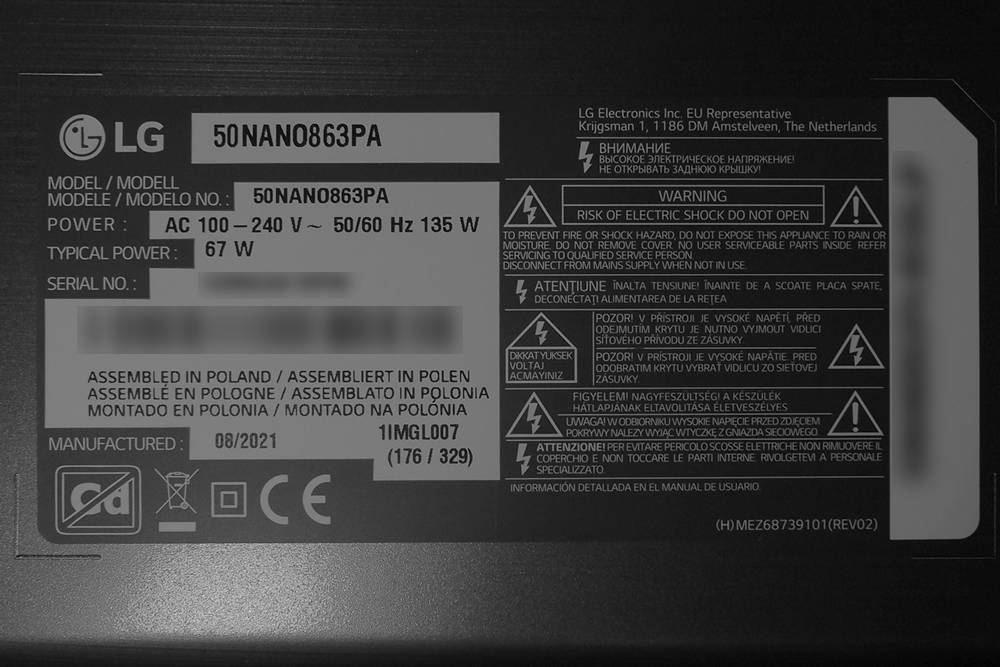 LG
50NANO863PA
MODEL / MODELL
MODELE / MODELO NO. : 50NANO863PA
POWER : AC 100 – 240 V ~ 50/60 Hz 135 W
TYPICAL POWER : 67 W
SERIAL NO. :
ASSEMBLED IN POLAND / ASSEMBLIERT IN POLEN
ASSEMBLÉ EN POLOGNE / ASSEMBLATO IN POLONIA
MONTADO EN POLONIA / MONTADO NA POLÓNIA
MANUFACTURED : 08/2021
1IMGL007
(176 / 329)
Cd
CE
LG Electronics Inc. EU Representative
Krijgsman 1, 1186 DM Amstelveen, The Netherlands
ВНИМАНИЕ
ВЫСОКОЕ ЭЛЕКТРИЧЕСКОЕ НАПРЯЖЕНИЕ!
НЕ ОТКРЫВАТЬ ЗАДНЮЮ КРЫШКУ!
WARNING
RISK OF ELECTRIC SHOCK DO NOT OPEN
TO PREVENT FIRE OR SHOCK HAZARD, DO NOT EXPOSE THIS APPLIANCE TO RAIN OR
MOISTURE. DO NOT REMOVE COVER. NO USER SERVICEABLE PARTS INSIDE. REFER
SERVICING TO QUALIFIED SERVICE PERSON.
DISCONNECT FROM MAINS SUPPLY WHEN NOT IN USE.
ATENŢIUNE ÎNALTA TENSIUNE! ÎNAINTE DE A SCOATE PLACA SPATE,
DECONECTAŢI ALIMENTAREA DE LA REŢEA
DIKKAT YUKSEK
VOLTAJ
ACMAYINIZ
POZOR! V PŘÍSTROJI JE VYSOKÉ NAPĚTÍ, PŘED
ODEJMUTÍM KRYTU JE NUTNO VYJMOUT VIDLICI
SÍŤOVÉHO PŘÍVODU ZE ZÁSUVKY.
POZOR! V PRÍSTROJI JE VYSOKÉ NAPÄTIE. PRED
ODOBRATIM KRYTU VYBRAŤ VIDLICU ZO SIEŤOVEJ
ZÁSUVKY.
FIGYELEM! NAGYFESZÜLTSÉG! A KÉSZÜLÉK
HÁTLAPJÁNAK ELTAVOLÍTÁSA ÉLETVESZÉLYES
UWAGA! W ODBIORNIKU WYSOKIE NAPIĘCIE PRZED ZDJĘCIEM
POKRYWY NALEŻY WYJĄĆ WTYCZKĘ Z GNIAZDA SIECIOWEGO.
ATTENZIONE! PER EVITARE PERICOLO SCOSSE ELETTRICHE NON RIMUOVERE IL
COPERCHIO E NON TOCCARE LE PARTI INTERNE. RIVOLGETEVI A PERSONALE
SPECIALIZZATO.
INFORMACIÓN DETALLADA EN EL MANUAL DE USUARIO.
(H)MEZ68739101(REV02)